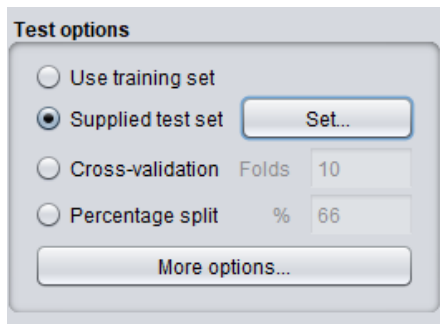 Test options
Use training set
Supplied test set Set...
Cross-validation Folds 10
Percentage split % 66
More options...